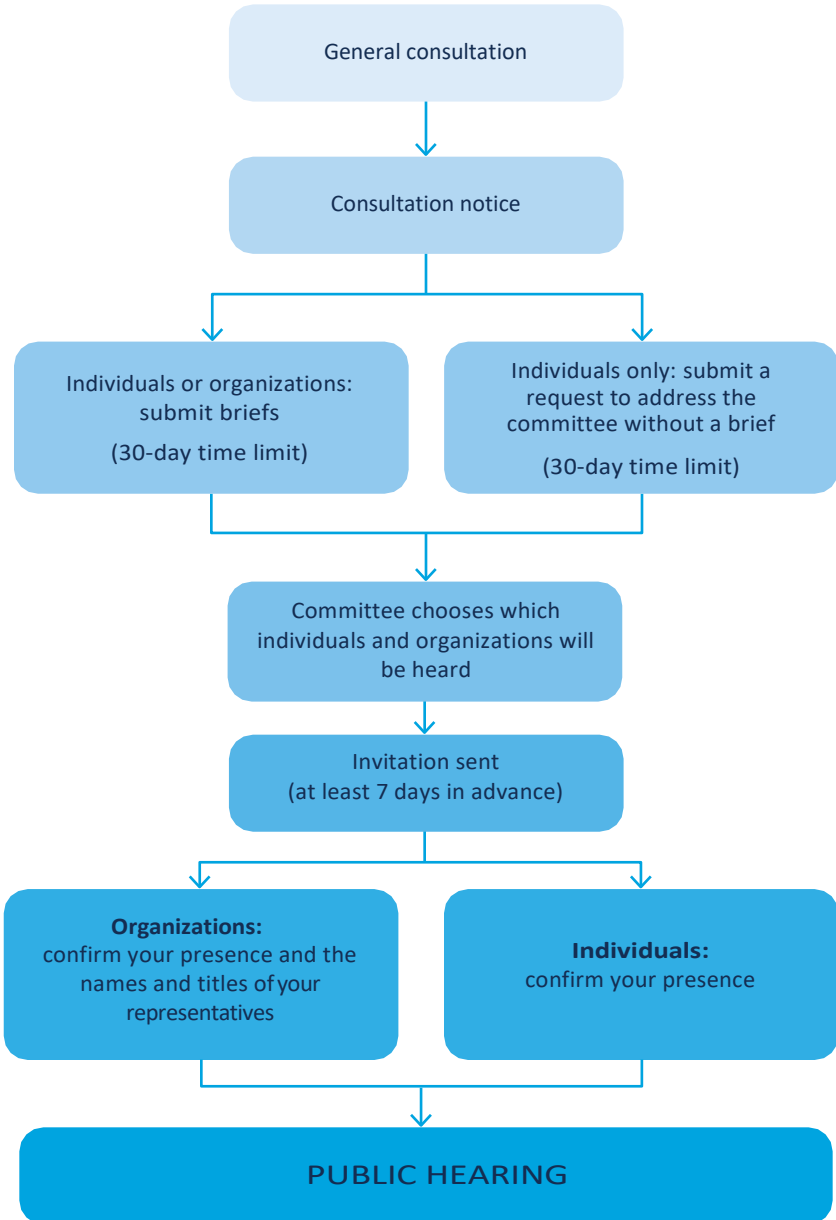 General consultation
Consultation notice
Individuals or organizations:
submit briefs
(30-day time limit)
Individuals only: submit a
request to address the
committee without a brief
(30-day time limit)
Committee chooses which
individuals and organizations will
be heard
Invitation sent
(at least 7 days in advance)
Organizations:
confirm your presence and the
names and titles of your
representatives
Individuals:
confirm your presence
PUBLIC HEARING